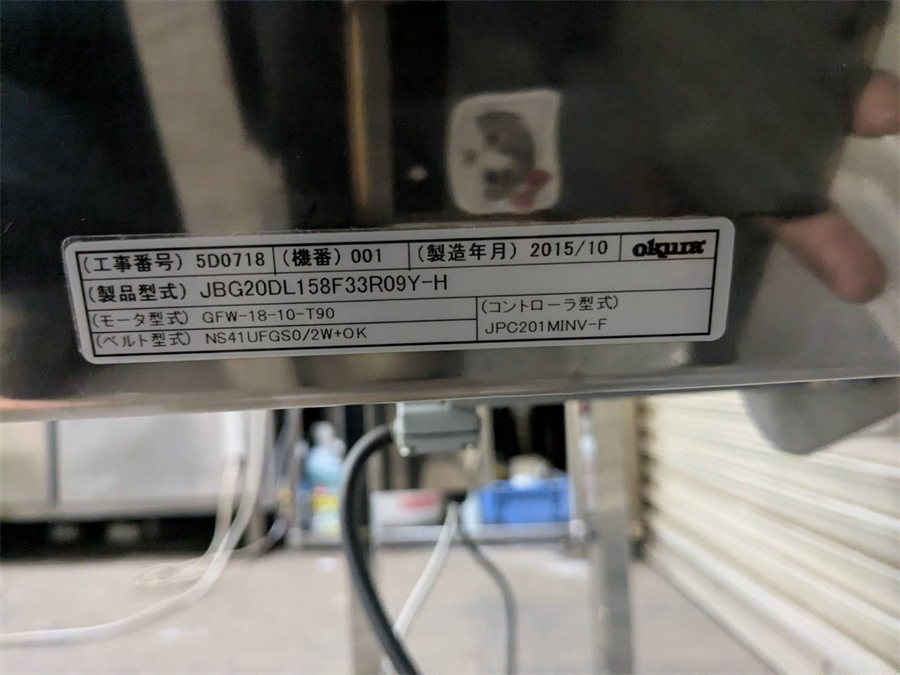 (工事番号) 5D0718 (機番) 001 (製造年月) 2015/10 okura
(製品型式) JBG20DL158F33R09Y-H
(モータ型式) GFW-18-10-T90
(ベルト型式) NS41UFGS0/2W+OK
(コントローラ型式)
JPC201MINV-F